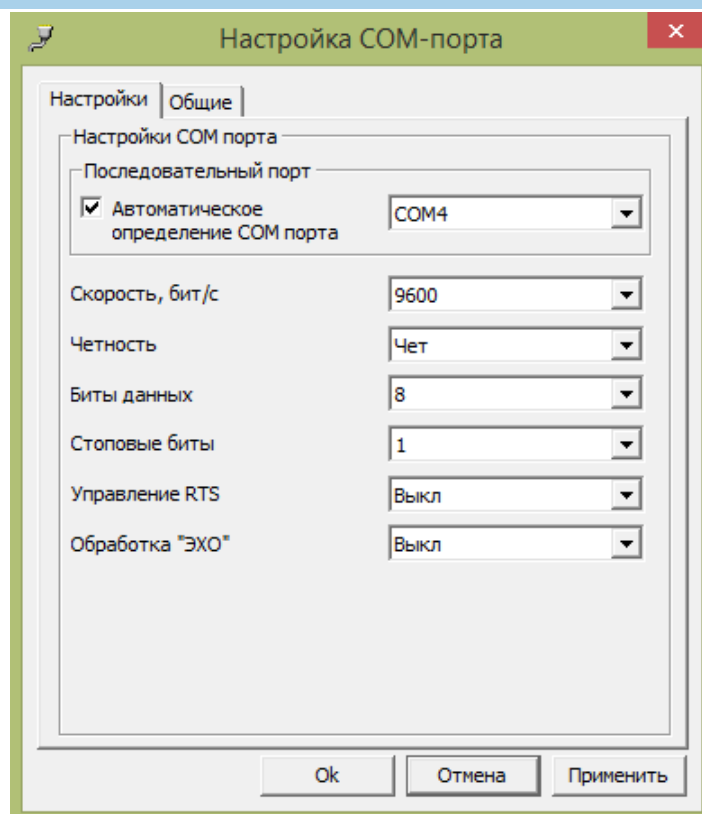 Настройка COM-порта
Настройки
Общие
Настройки COM порта
Последовательный порт
Автоматическое
определение COM порта
COM4
Скорость, бит/с
9600
Четность
Чет
Биты данных
8
Стоповые биты
1
Управление RTS
Выкл
Обработка "ЭХО"
Выкл
Ok
Отмена
Применить